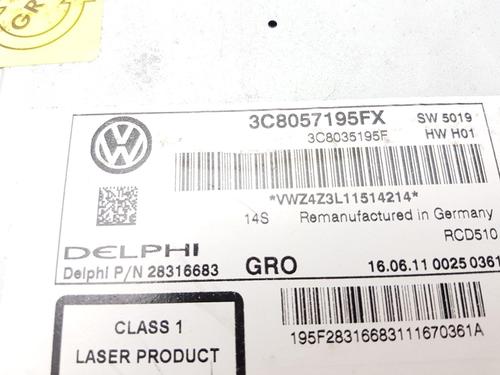 GRO
3C8057195FX SW 5019
3C8035195F HW H01
*VWZ4Z3L11514214*
14S Remanufactured in Germany
RCD510
DELPHI
Delphi P/N 28316683 GRO 16.06.11 0025 0361
CLASS 1
LASER PRODUCT
195F28316683111670361A